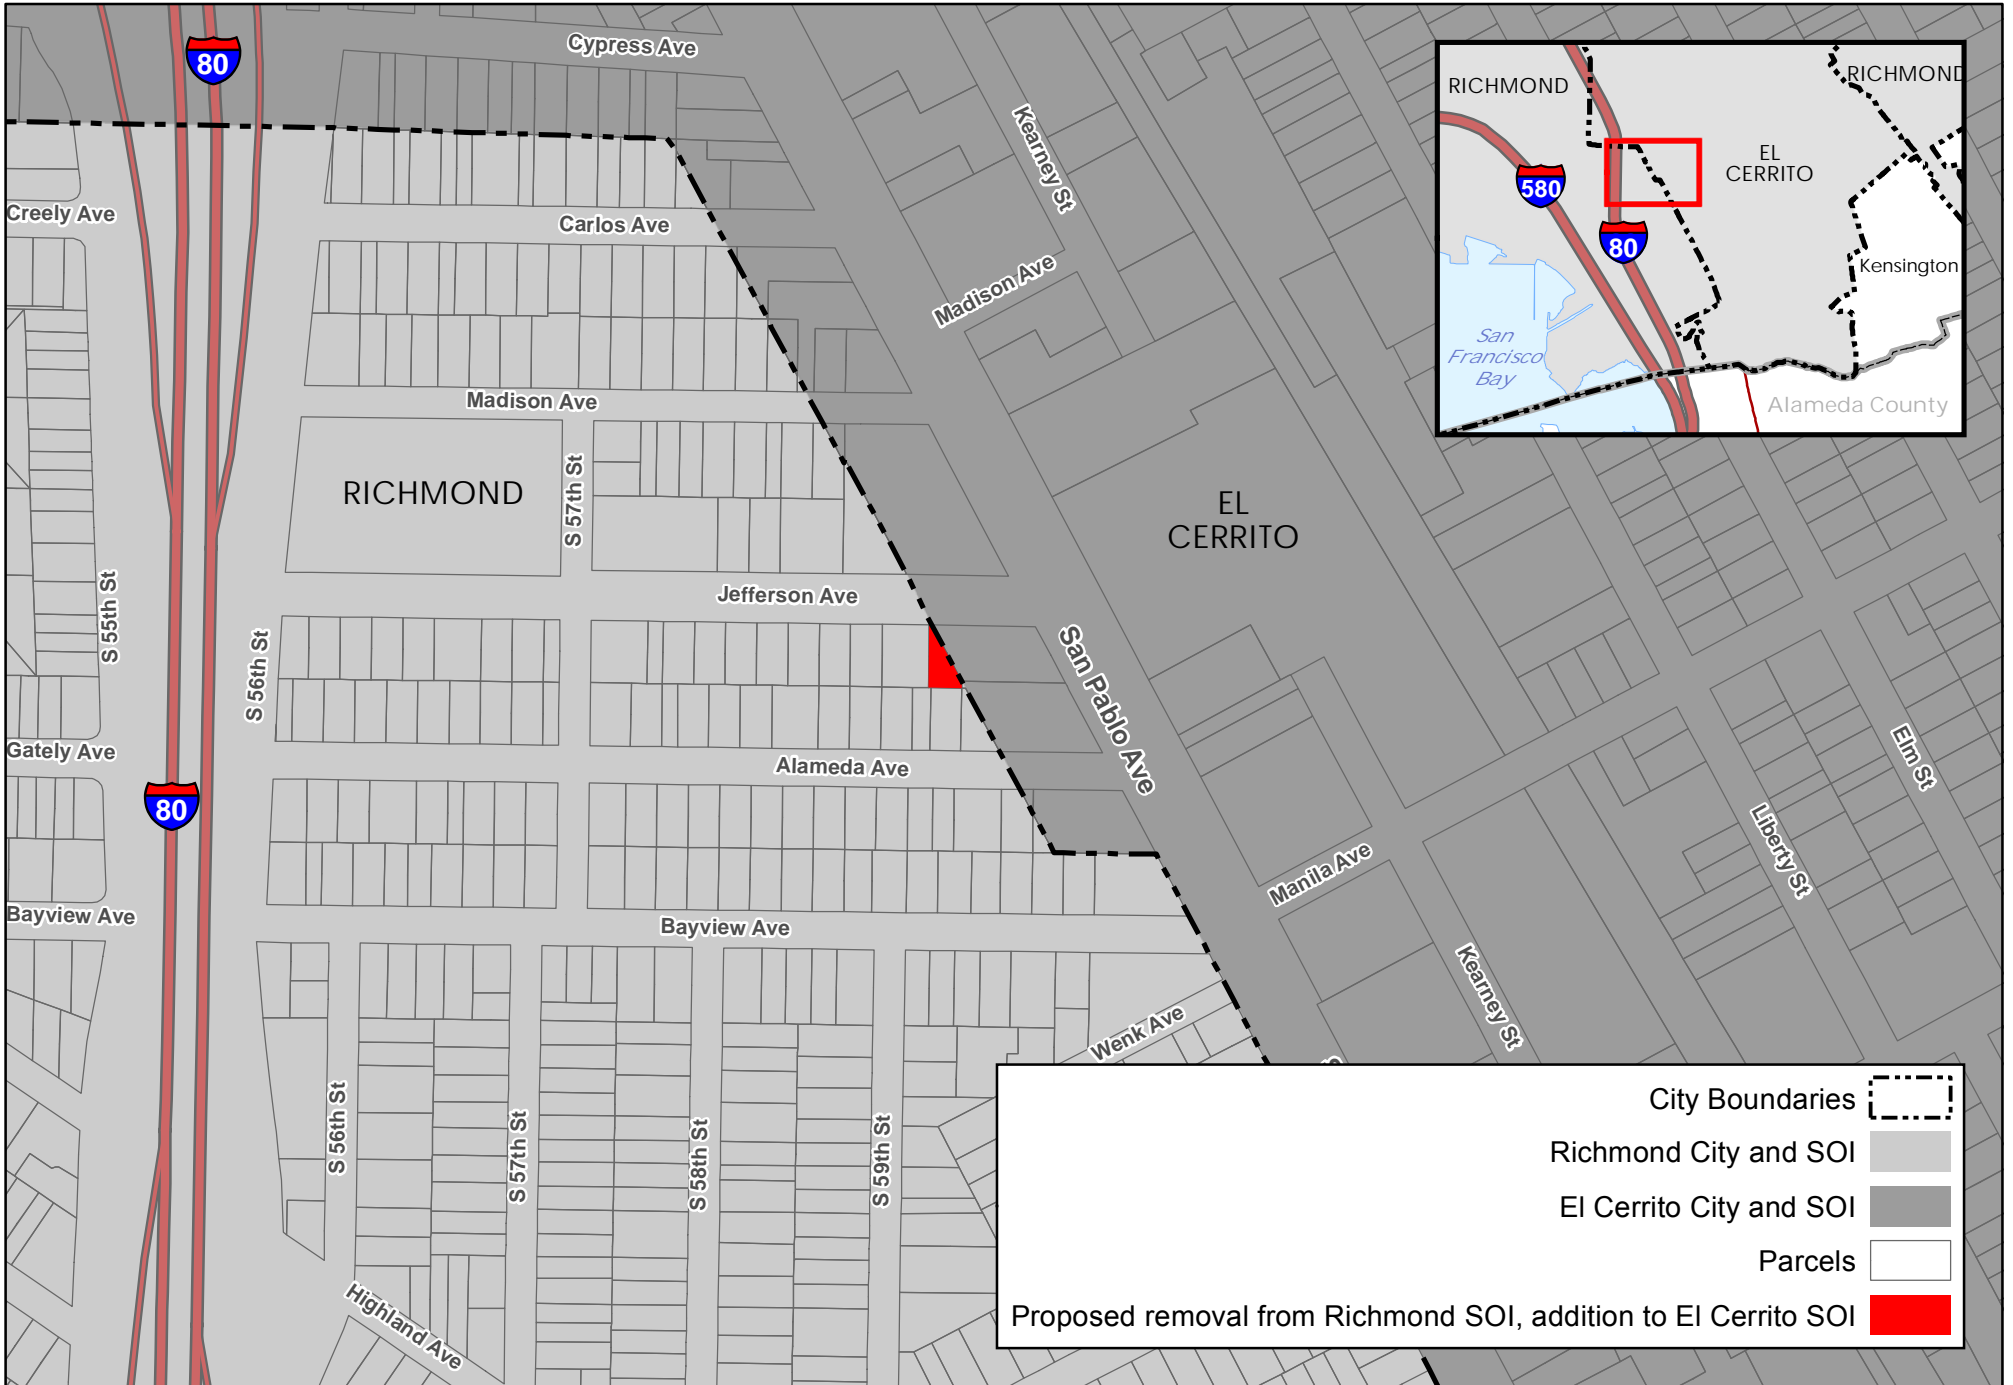 Cypress Ave
80
Kearney St
Creely Ave
Carlos Ave
Madison Ave
Madison Ave
RICHMOND
S 57th St
EL
CERRITO
S 55th St
Jefferson Ave
S 56th St
San Pablo Ave
Gately Ave
Alameda Ave
Elm St
80
Liberty St
Manila Ave
Bayview Ave
Bayview Ave
Kearney St
Wenk Ave
S 56th St
S 57th St
S 58th St
S 59th St
Highland Ave
RICHMOND
RICHMOND
EL
CERRITO
580
80
Kensington
San
Francisco
Bay
Alameda County
City Boundaries
Richmond City and SOI
El Cerrito City and SOI
Parcels
Proposed removal from Richmond SOI, addition to El Cerrito SOI